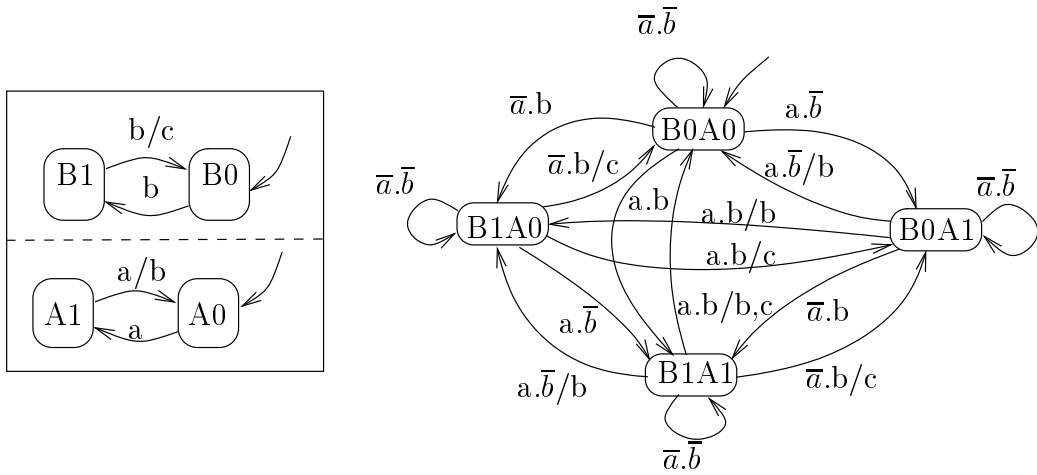 b/c
B1
B0
b
a/b
A1
A0
a
a̅.b̅
a̅.b
B0A0
a.b̅
a̅.b/c
a.b̅/b
a̅.b̅
a.b
a̅.b̅
a.b/b
B1A0
B0A1
a.b/c
a.b/b,c
a̅.b
a.b̅
B1A1
a.b̅/b
a̅.b/c
a̅.b̅